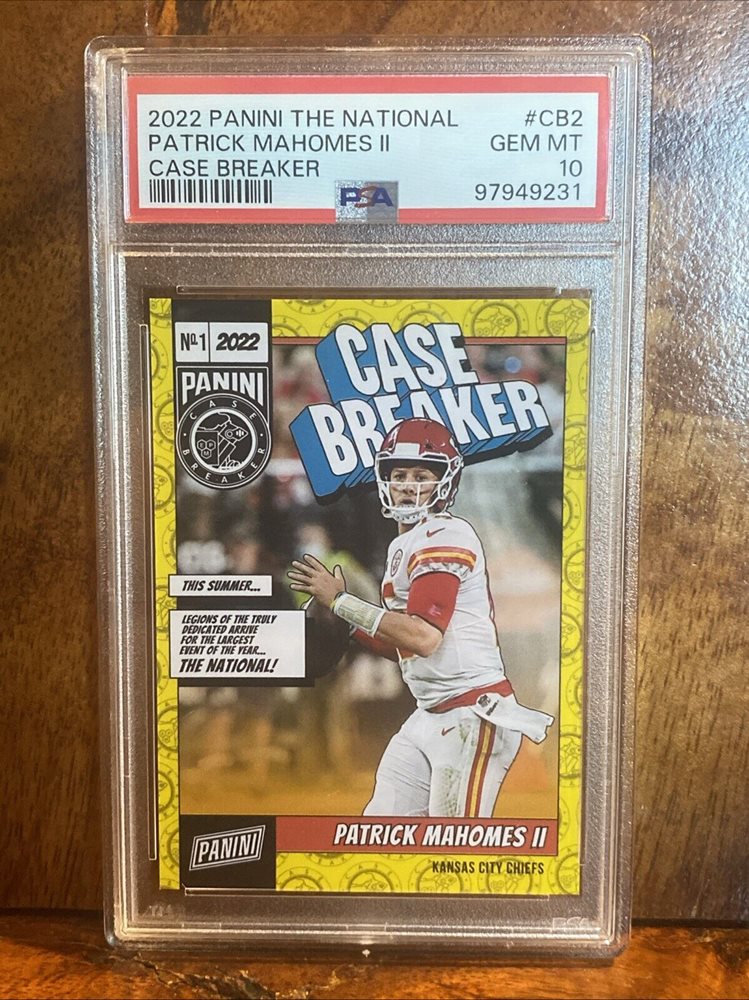 2022 PANINI THE NATIONAL #CB2
PATRICK MAHOMES II GEM MT
CASE BREAKER 10
PSA 97949231
Nº1 2022
PANINI
CASE
BREAKER
CASE
BREAKER
THIS SUMMER...
LEGIONS OF THE TRULY
DEDICATED ARRIVE
FOR THE LARGEST
EVENT OF THE YEAR...
THE NATIONAL!
PANINI
PATRICK MAHOMES II
KANSAS CITY CHIEFS